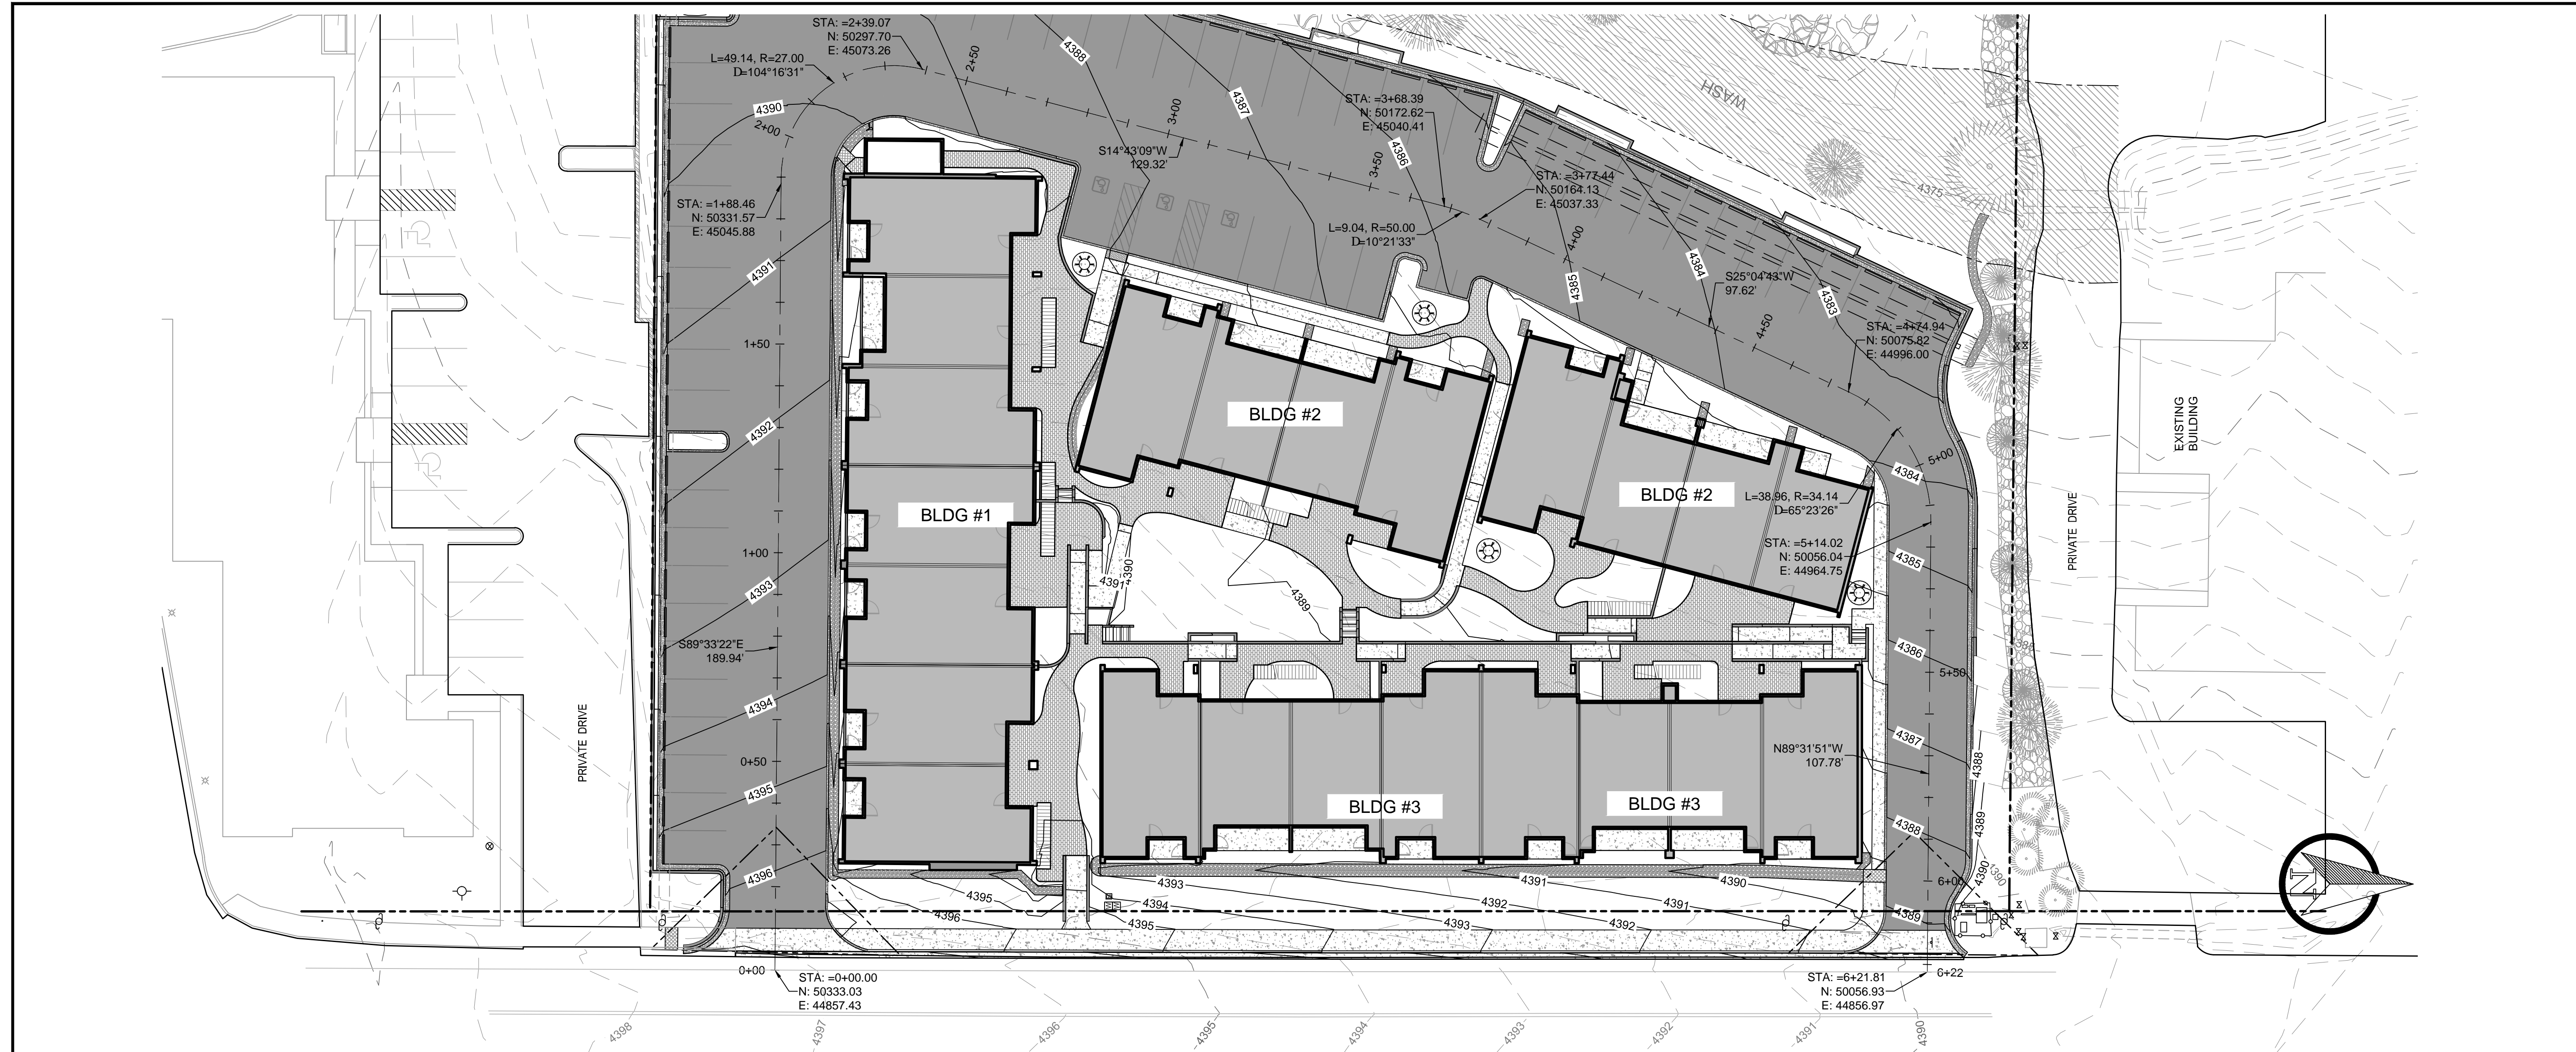 STA: =2+39.07
N: 50297.70
E: 45073.26
L=49.14, R=27.00
D=104°16'31"
2+50
4388
4390
2+00
4387
3+00
STA: =3+68.39
N: 50172.62
E: 45040.41
WASH
S14°43'09"W
129.32'
3+50
4386
STA: =3+77.44
N: 50164.13
E: 45037.33
4375
STA: =1+88.46
N: 50331.57
E: 45045.88
L=9.04, R=50.00
D=10°21'33"
4+00
4391
4385
4384
S25°04'43"W
97.62'
4383
4+50
STA: =4+74.94
N: 50075.82
E: 44996.00
1+50
BLDG #2
EXISTING
BUILDING
4392
5+00
4384
BLDG #1
BLDG #2
L=38.96, R=34.14
D=65°23'26"
PRIVATE DRIVE
1+00
STA: =5+14.02
N: 50056.04
E: 44964.75
4385
4391
4390
4393
4389
S89°33'22"E
189.94'
4386
4386
5+50
4394
PRIVATE DRIVE
4387
N89°31'51"W
107.78'
4388
0+50
4395
BLDG #3
BLDG #3
4388
4389
4396
4390
4390
6+00
4395
4393
4391
4390
4396
4394
4392
4391
4389
4395
4393
4392
N
0+00
STA: =0+00.00
N: 50333.03
E: 44857.43
STA: =6+21.81
N: 50056.93
E: 44856.97
6+22
4398
4397
4396
4395
4394
4393
4392
4391
4390